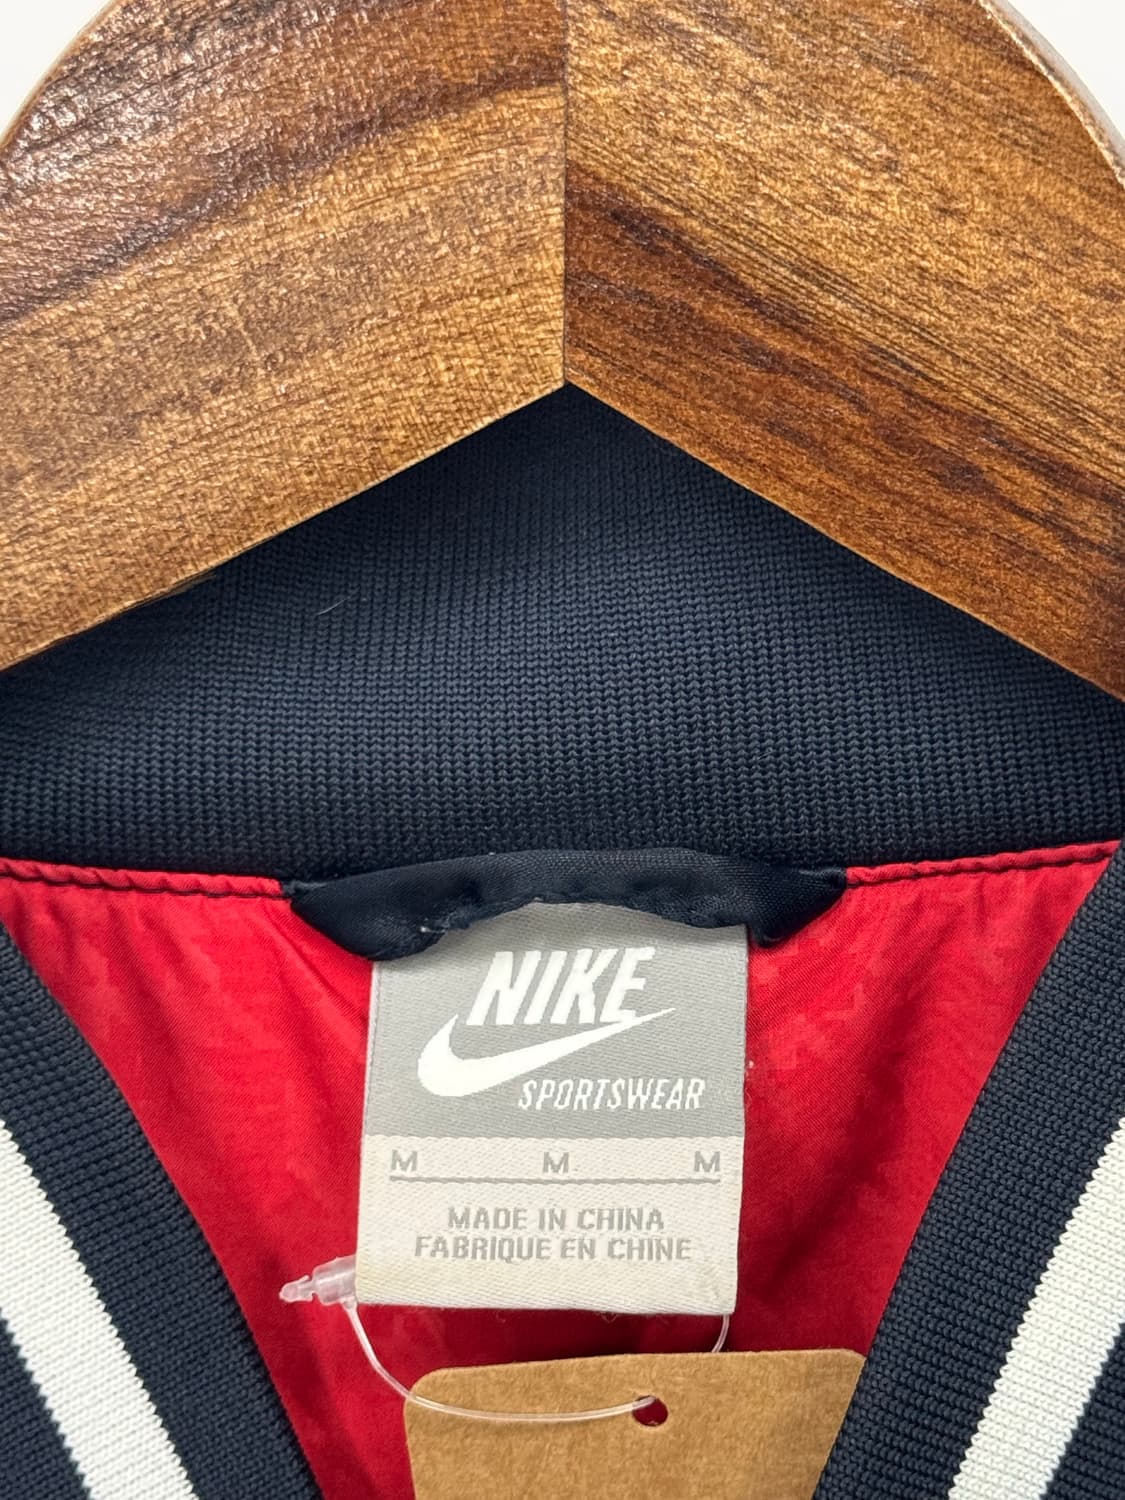 NIKE
SPORTSWEAR
M M M
MADE IN CHINA
FABRIQUE EN CHINE